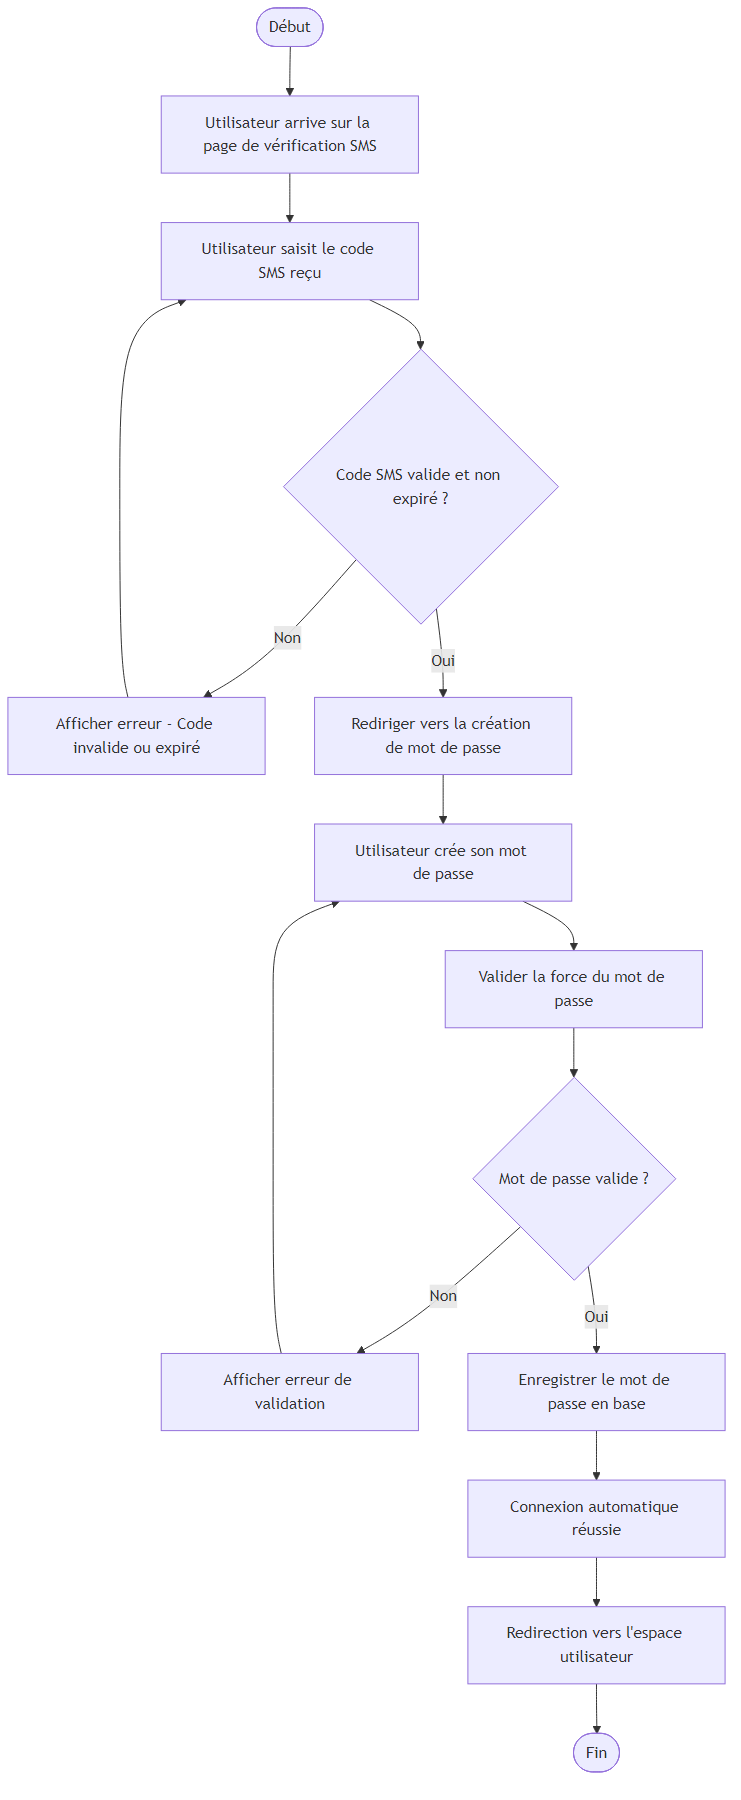 Début
Utilisateur arrive sur la
page de vérification SMS
Utilisateur saisit le code
SMS reçu
Code SMS valide et non
expiré ?
Non
Oui
Afficher erreur - Code
invalide ou expiré
Rediriger vers la création
de mot de passe
Utilisateur crée son mot
de passe
Valider la force du mot de
passe
Mot de passe valide ?
Non
Oui
Afficher erreur de
validation
Enregistrer le mot de
passe en base
Connexion automatique
réussie
Redirection vers l'espace
utilisateur
Fin